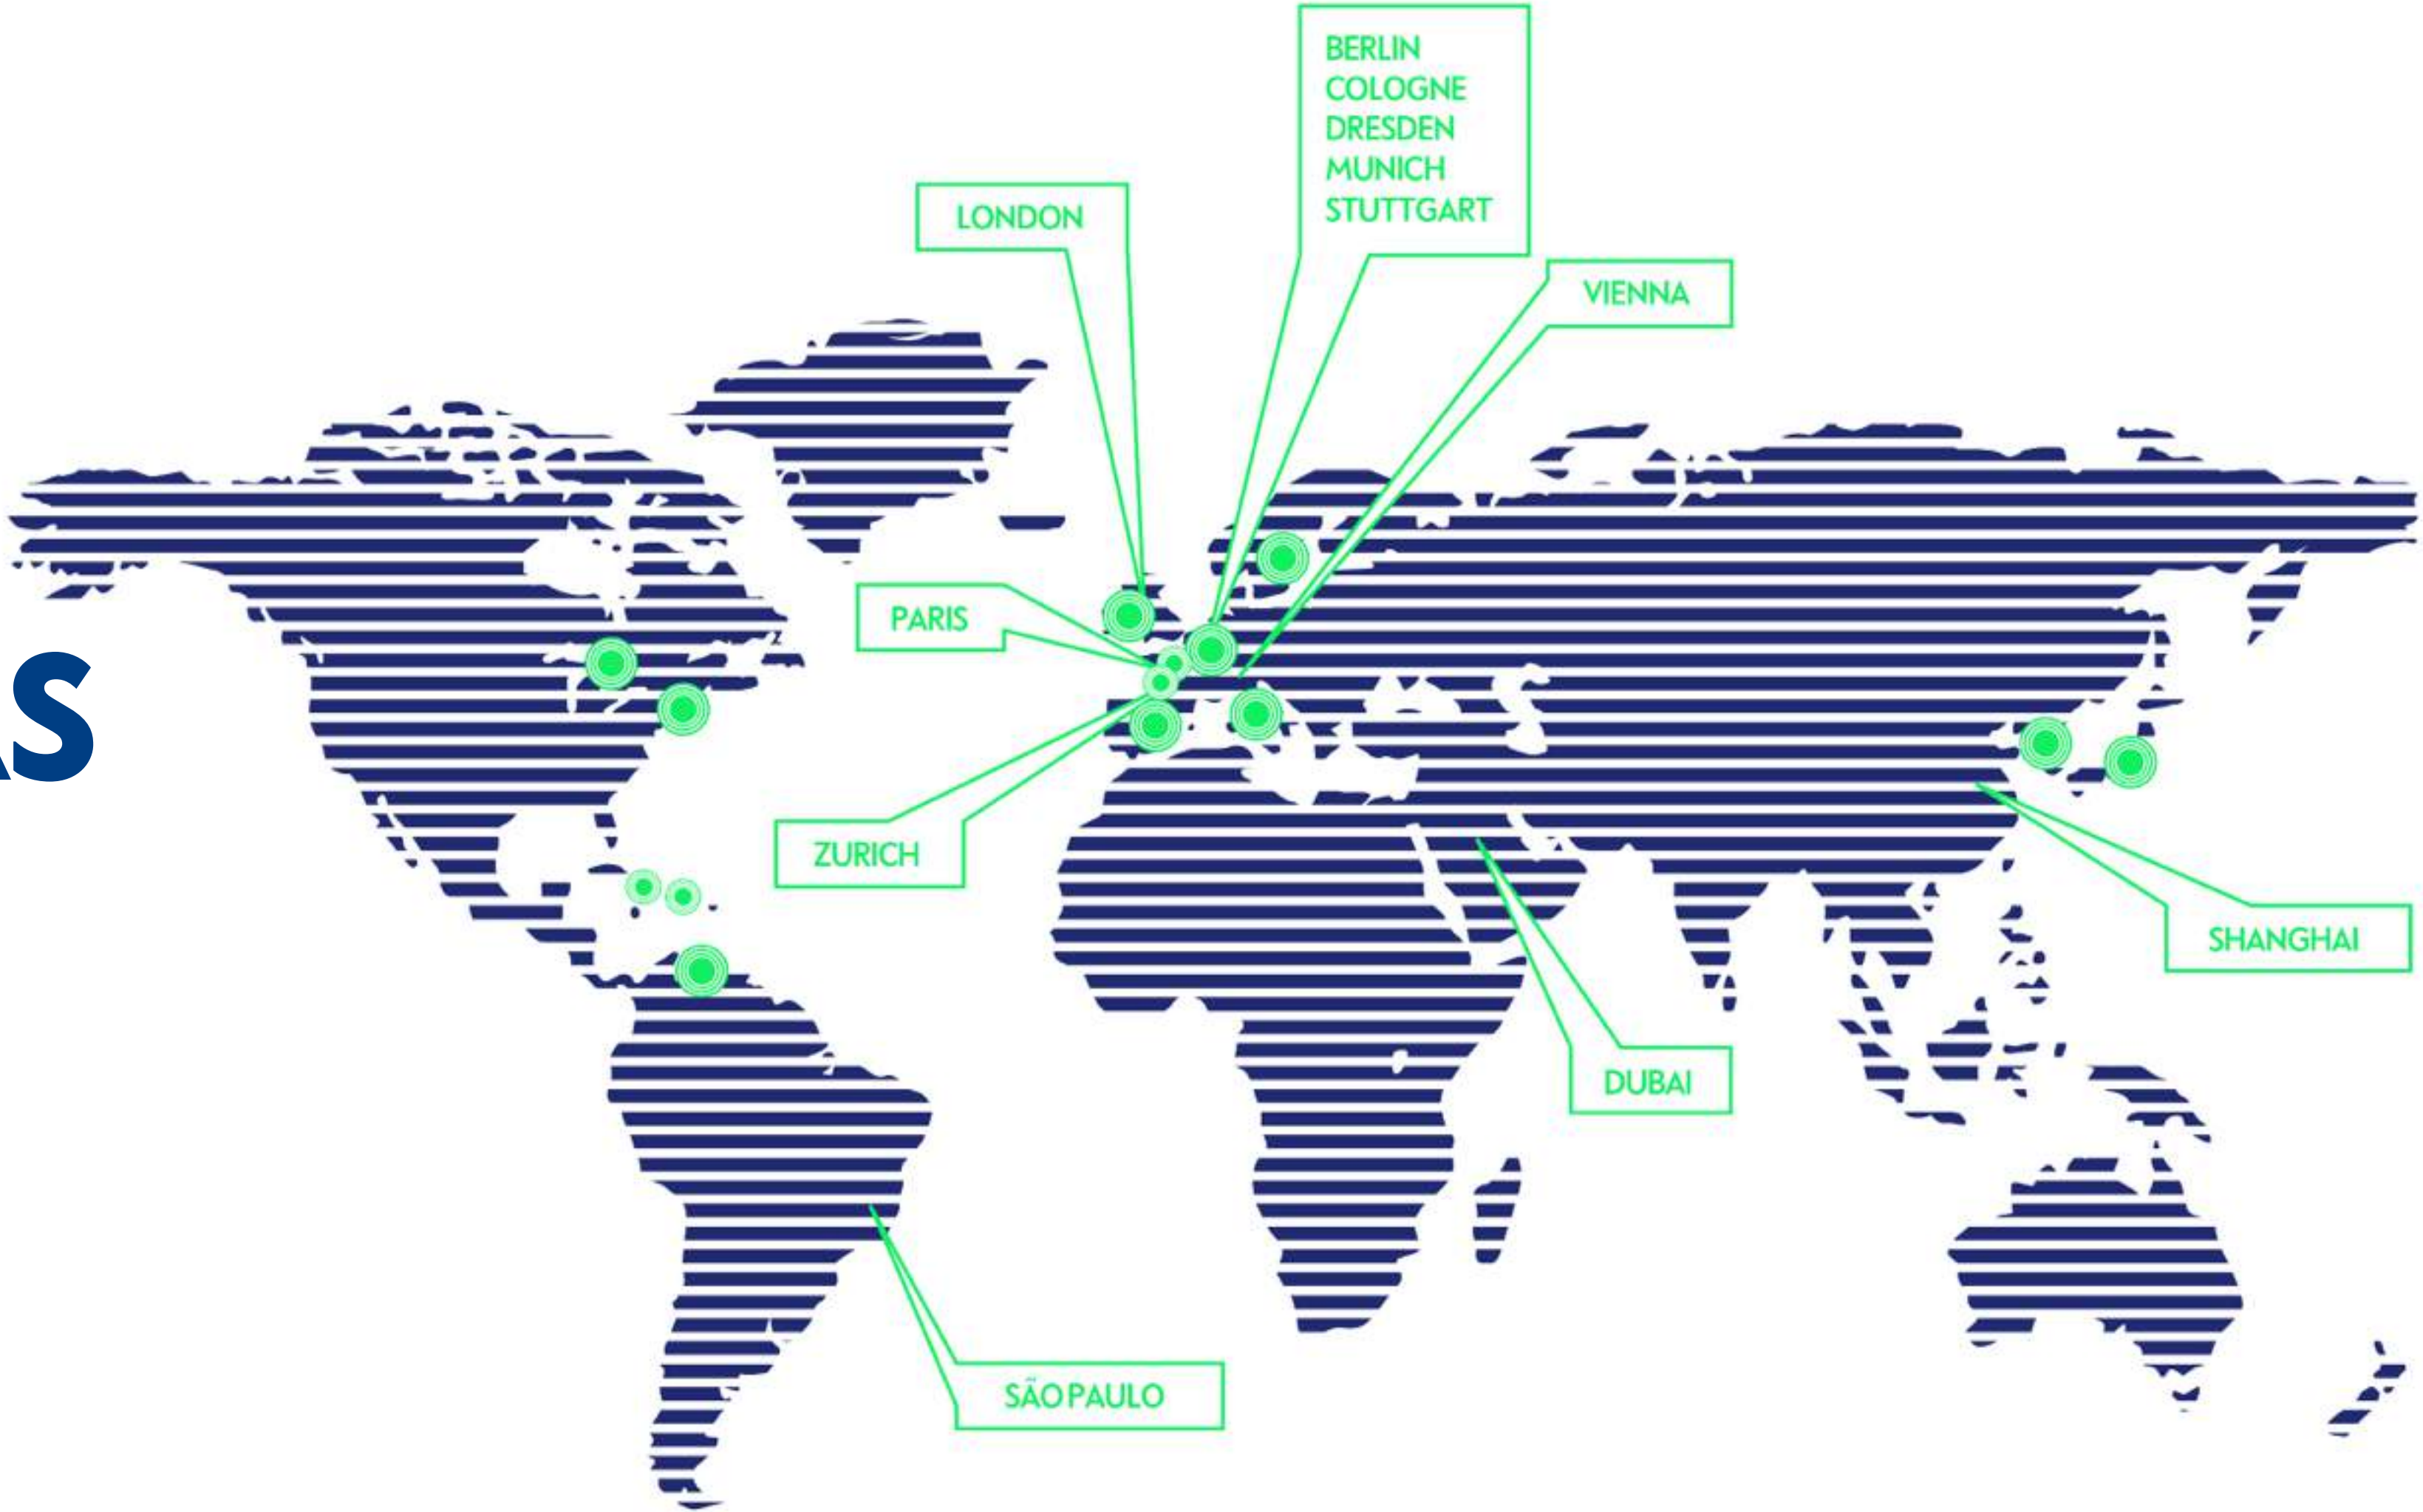 BERLIN
COLOGNE
DRESDEN
MUNICH
STUTTGART
LONDON
VIENNA
PARIS
S
ZURICH
SHANGHAI
DUBAI
SÃO PAULO